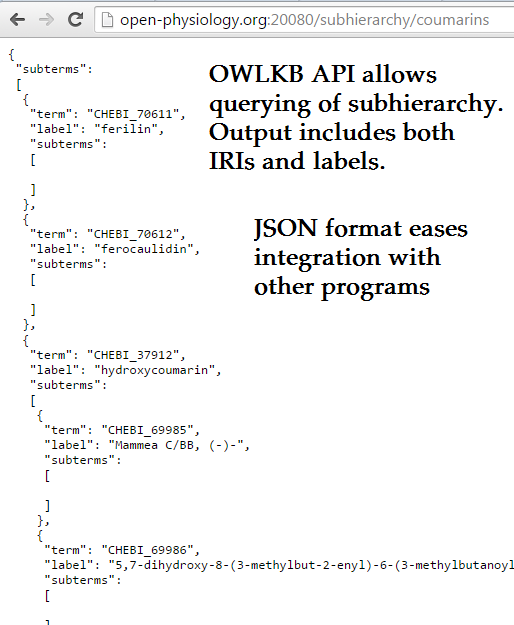 open-physiology.org:20080/subhierarchy/coumarins
{
"subterms":
[
{
"term": "CHEBI_70611",
"label": "ferilin",
"subterms":
[
]
},
{
"term": "CHEBI_70612",
"label": "ferocaulidin",
"subterms":
[
]
},
{
"term": "CHEBI_37912",
"label": "hydroxycoumarin",
"subterms":
[
{
"term": "CHEBI_69985",
"label": "Mammea C/BB, (-)-",
"subterms":
[
]
},
{
"term": "CHEBI_69986",
"label": "5,7-dihydroxy-8-(3-methylbut-2-enyl)-6-(3-methylbutanoyl
"subterms":
[
]
OWLKB API allows
querying of subhierarchy.
Output includes both
IRIs and labels.
JSON format eases
integration with
other programs